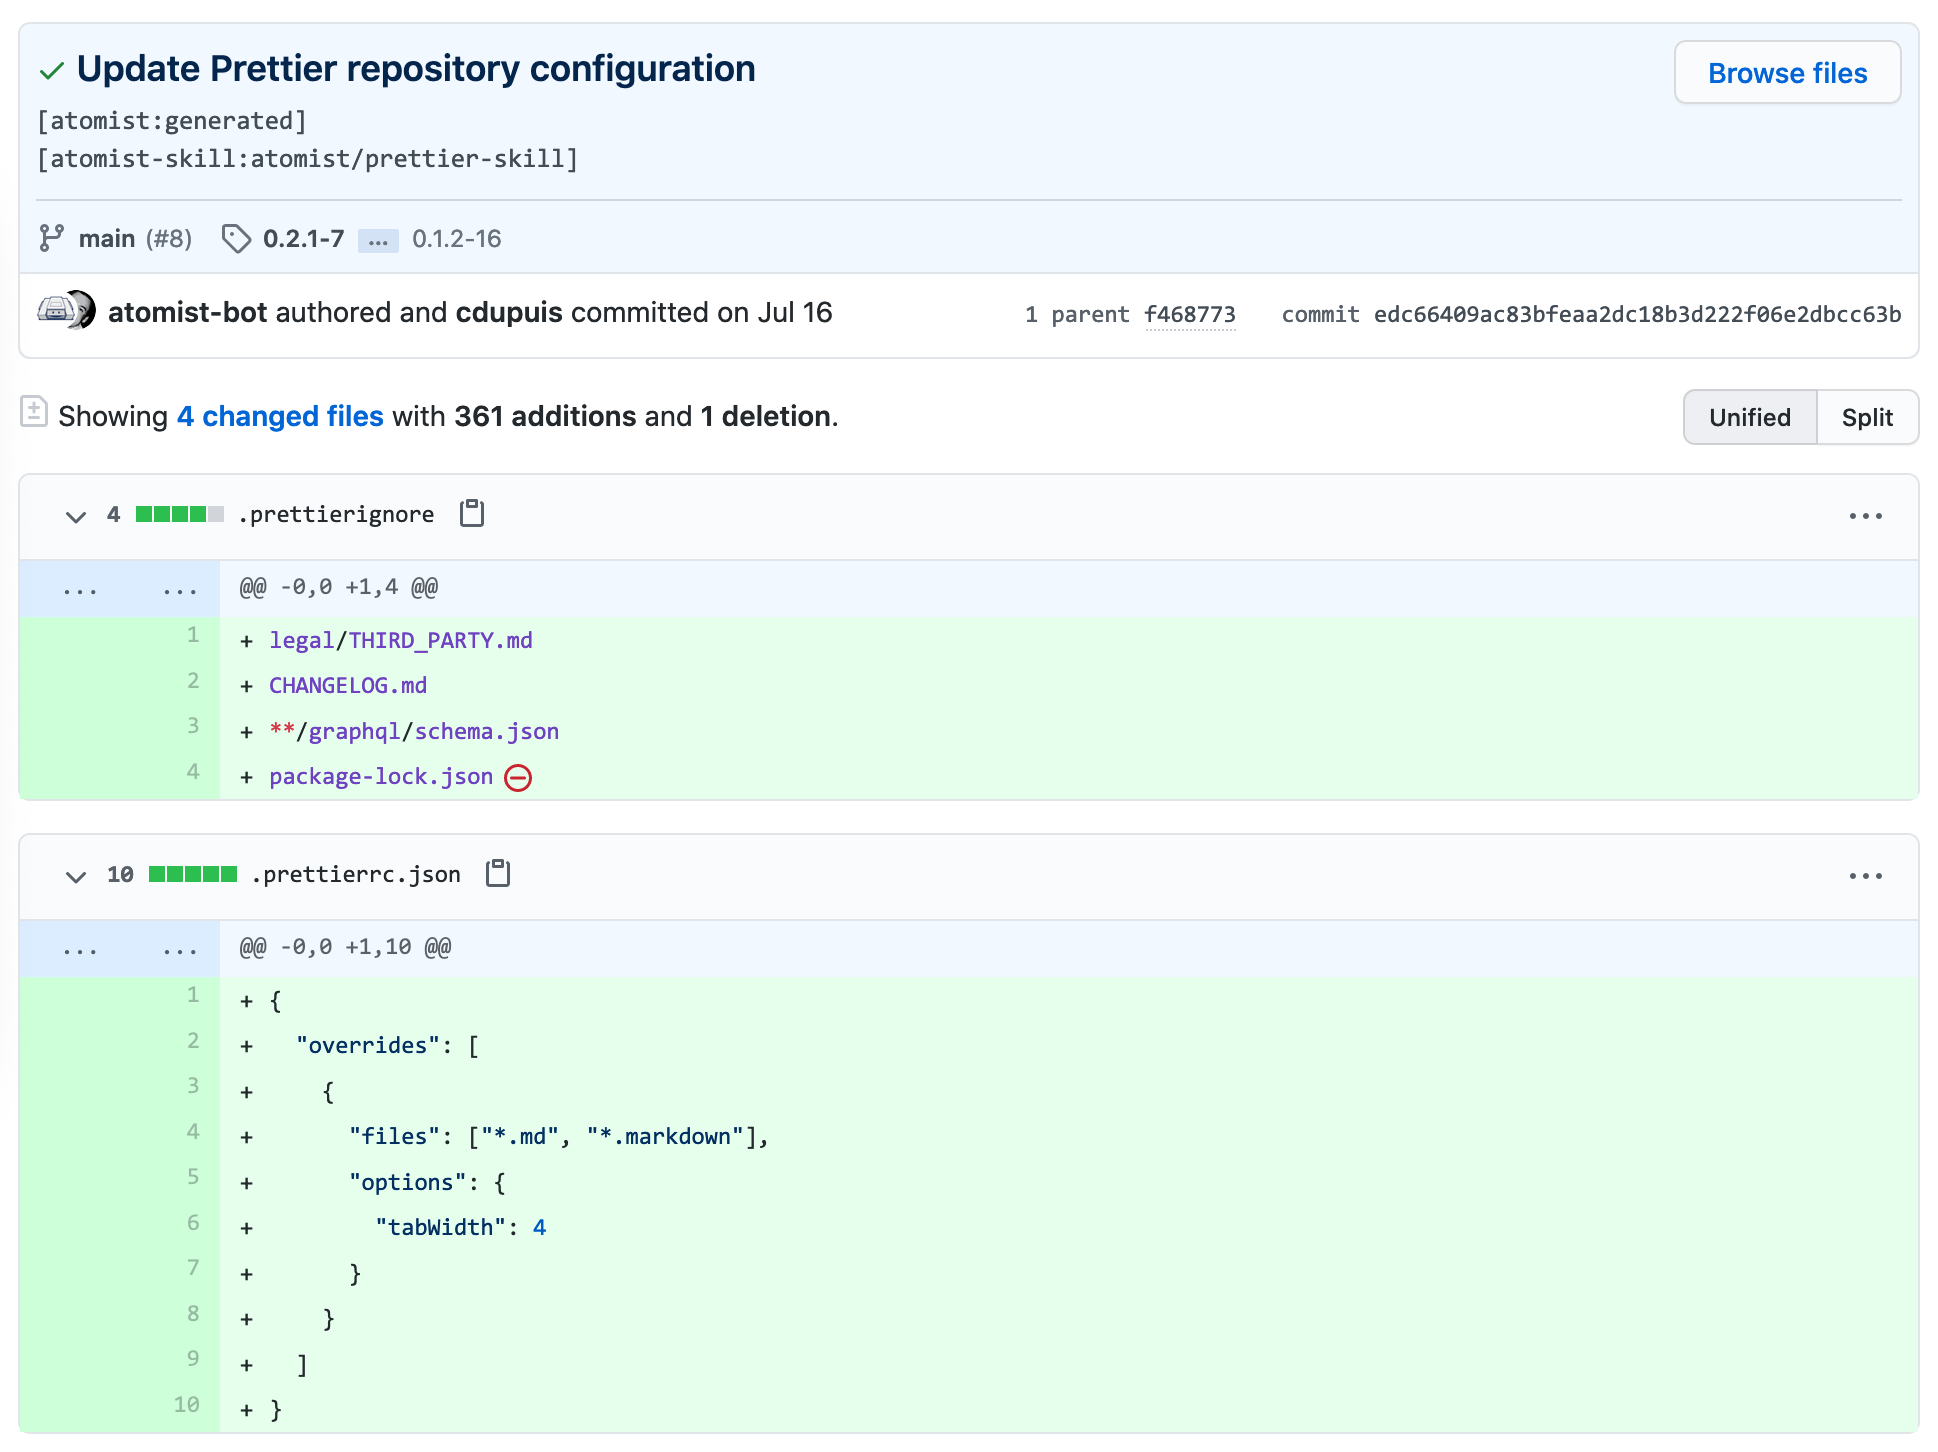 Update Prettier repository configuration
Browse files
[atomist:generated]
[atomist-skill:atomist/prettier-skill]
main (#8) 0.2.1-7 ... 0.1.2-16
atomist-bot authored and cdupuis committed on Jul 16 1 parent f468773 commit edc66409ac83bfeaa2dc18b3d222f06e2dbcc63b
Showing 4 changed files with 361 additions and 1 deletion. Unified Split
4 .prettierignore ...
... ... @@ -0,0 +1,4 @@
1 + legal/THIRD_PARTY.md
2 + CHANGELOG.md
3 + **/graphql/schema.json
4 + package-lock.json
10 .prettierrc.json ...
... ... @@ -0,0 +1,10 @@
1 + {
2 +   "overrides": [
3 +     {
4 +       "files": ["*.md", "*.markdown"],
5 +       "options": {
6 +         "tabWidth": 4
7 +       }
8 +     }
9 +   ]
10 + }